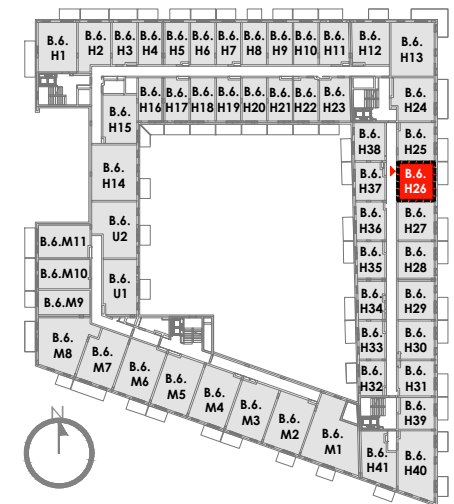 B.6.
H1
B.6.
H2
B.6.
H3
B.6.
H4
B.6.
H5
B.6.
H6
B.6.
H7
B.6.
H8
B.6.
H9
B.6.
H10
B.6.
H11
B.6.
H12
B.6.
H13
B.6.
H16
B.6.
H17
B.6.
H18
B.6.
H19
B.6.
H20
B.6.
H21
B.6.
H22
B.6.
H23
B.6.
H24
B.6.
H15
B.6.
H38
B.6.
H25
B.6.
H14
B.6.
H37
B.6.
H26
B.6.
U2
B.6.
H36
B.6.
H27
B.6.M11
B.6.
H35
B.6.
H28
B.6.M10
B.6.
U1
B.6.M9
B.6.
H34
B.6.
H29
B.6.
M8
B.6.
M7
B.6.
M6
B.6.
M5
B.6.
M4
B.6.
M3
B.6.
M2
B.6.
M1
B.6.
H33
B.6.
H30
B.6.
H32
B.6.
H31
B.6.
H39
B.6.
H41
B.6.
H40
N